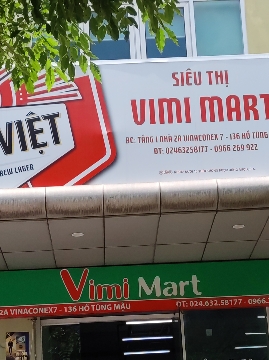 VIỆT
SIÊU THỊ
VIMI MART
ĐC: TẦNG 1 NHÀ 2A VINACONEX 7 - 136 HỒ TÙNG
ĐT: 02463258177 - 0966 269 922
Vimi Mart
2A VINACONEX7 - 136 HỒ TÙNG MẬU
ĐT: 024.632.58177 - 0966